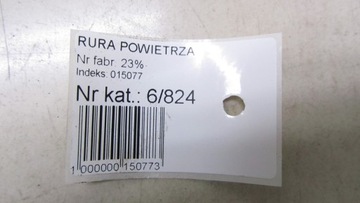 RURA POWIETRZA
Nr fabr: 23%
Indeks: 015077
Nr kat.: 6/824
1 000000 150773